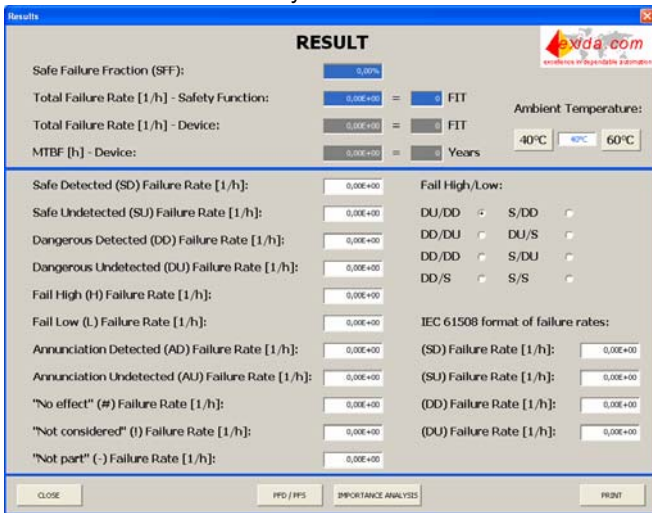 Results
RESULT
exida.com
excellence in dependable automation
Safe Failure Fraction (SFF): 0,00%
Total Failure Rate [1/h] - Safety Function: 0,00E+00 = 0 FIT
Total Failure Rate [1/h] - Device: 0,00E+00 = 0 FIT
MTBF [h] - Device: 0,00E+00 = 0 Years
Ambient Temperature:
40°C 40°C 60°C
Safe Detected (SD) Failure Rate [1/h]: 0,00E+00
Safe Undetected (SU) Failure Rate [1/h]: 0,00E+00
Dangerous Detected (DD) Failure Rate [1/h]: 0,00E+00
Dangerous Undetected (DU) Failure Rate [1/h]: 0,00E+00
Fail High (H) Failure Rate [1/h]: 0,00E+00
Fail Low (L) Failure Rate [1/h]: 0,00E+00
Annunciation Detected (AD) Failure Rate [1/h]: 0,00E+00
Annunciation Undetected (AU) Failure Rate [1/h]: 0,00E+00
"No effect" (#) Failure Rate [1/h]: 0,00E+00
"Not considered" (!) Failure Rate [1/h]: 0,00E+00
"Not part" (-) Failure Rate [1/h]: 0,00E+00
Fail High/Low:
DU/DD S/DD
DD/DU DU/S
DD/DD S/DU
DD/S S/S
IEC 61508 format of failure rates:
(SD) Failure Rate [1/h]: 0,00E+00
(SU) Failure Rate [1/h]: 0,00E+00
(DD) Failure Rate [1/h]: 0,00E+00
(DU) Failure Rate [1/h]: 0,00E+00
CLOSE PFD / PFS IMPORTANCE ANALYSIS PRINT